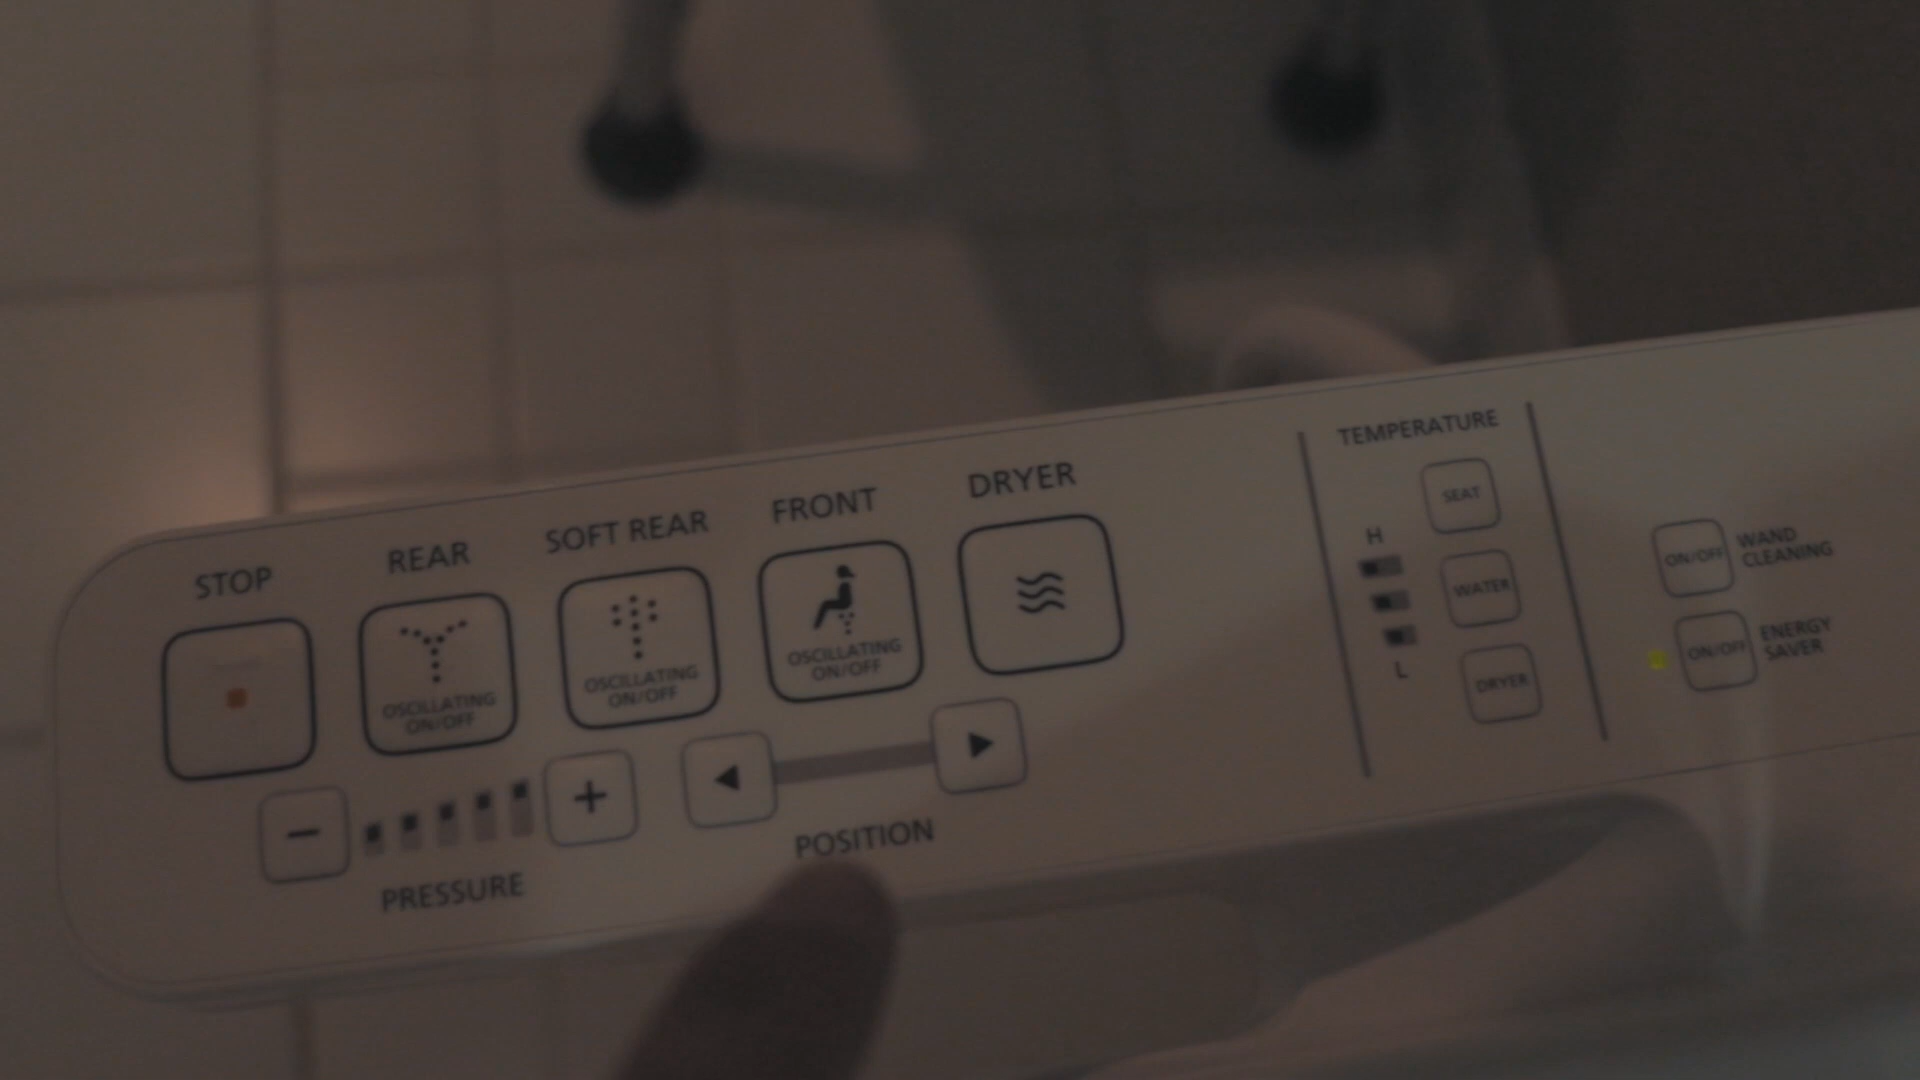 STOP
REAR
OSCILLATING
ON/OFF
SOFT REAR
OSCILLATING
ON/OFF
FRONT
OSCILLATING
ON/OFF
DRYER
−
+
PRESSURE
POSITION
TEMPERATURE
H
L
SEAT
WATER
DRYER
ON/OFF
WAND
CLEANING
ON/OFF
ENERGY
SAVER